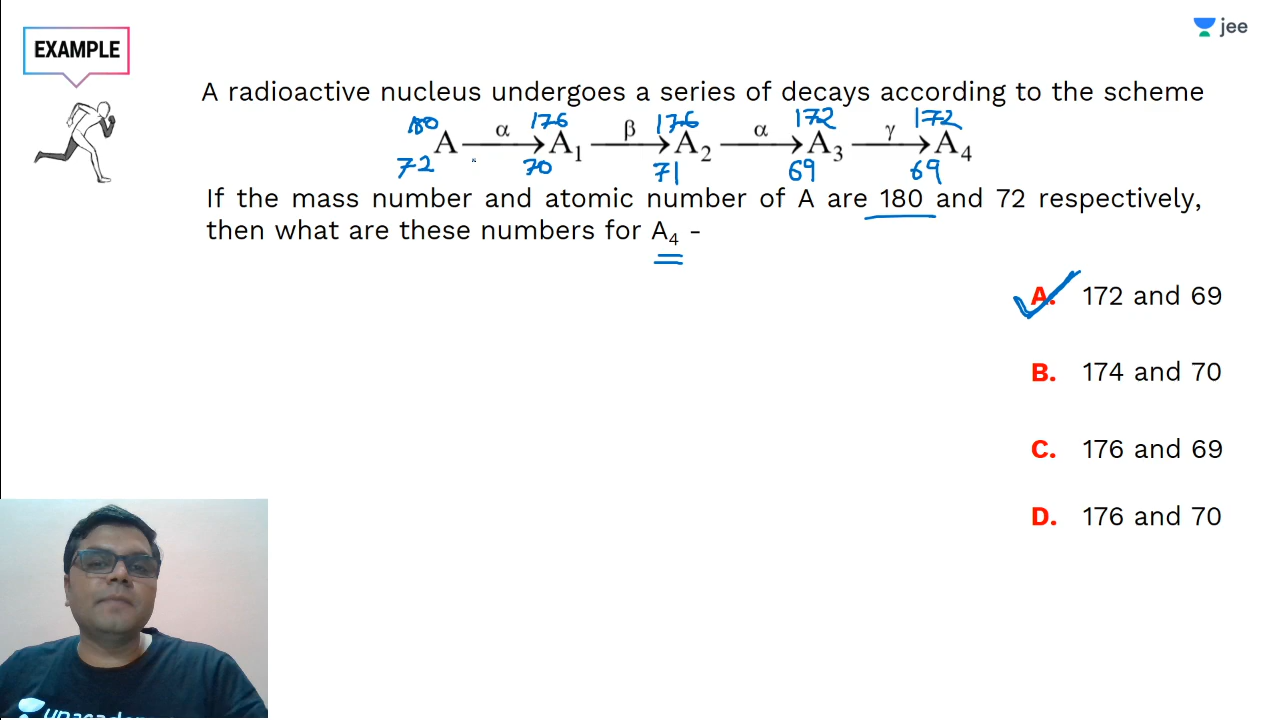 EXAMPLE
jee
A radioactive nucleus undergoes a series of decays according to the scheme
180 176 176 172 172
A —α→ A₁ —β→ A₂ —α→ A₃ —γ→ A₄
72 70 71 69 69
If the mass number and atomic number of A are 180 and 72 respectively,
then what are these numbers for A₄ -
A. 172 and 69
B. 174 and 70
C. 176 and 69
D. 176 and 70